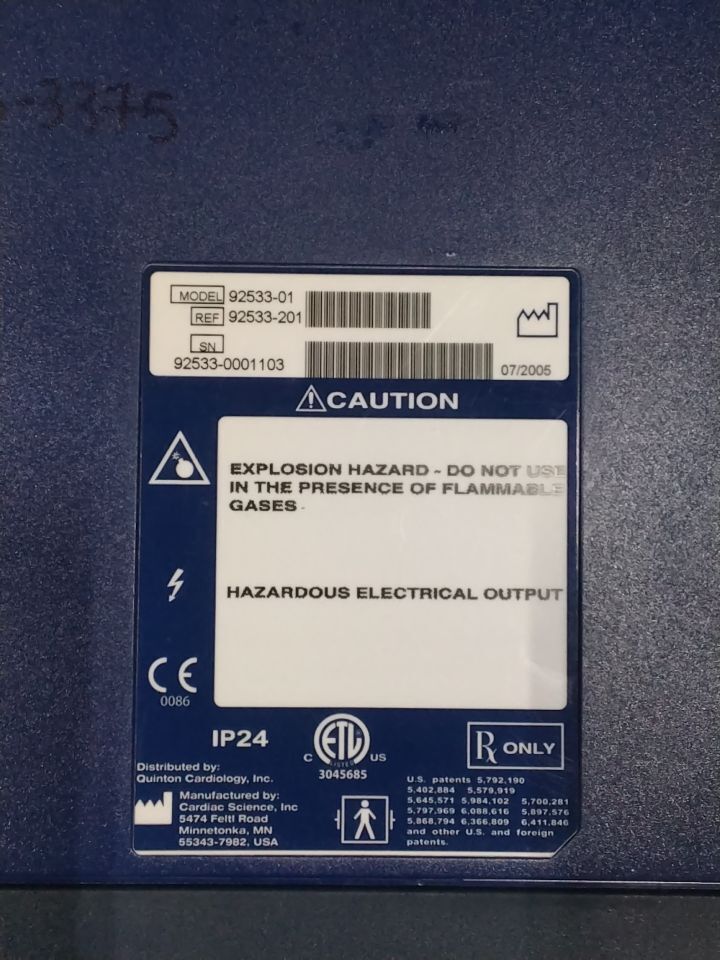 -3375
MODEL 92533-01
REF 92533-201
SN
92533-0001103
07/2005
CAUTION
EXPLOSION HAZARD - DO NOT USE
IN THE PRESENCE OF FLAMMABLE
GASES
HAZARDOUS ELECTRICAL OUTPUT
CE
0086
IP24
C ETL US
LISTED
3045685
Rx ONLY
Distributed by:
Quinton Cardiology, Inc.
Manufactured by:
Cardiac Science, Inc
5474 Feltl Road
Minnetonka, MN
55343-7982, USA
U.S. patents 5,792,190
5,402,884 5,579,919
5,645,571 5,984,102 5,700,281
5,797,969 6,088,616 5,897,576
5,868,794 6,366,809 6,411,846
and other U.S. and foreign
patents.